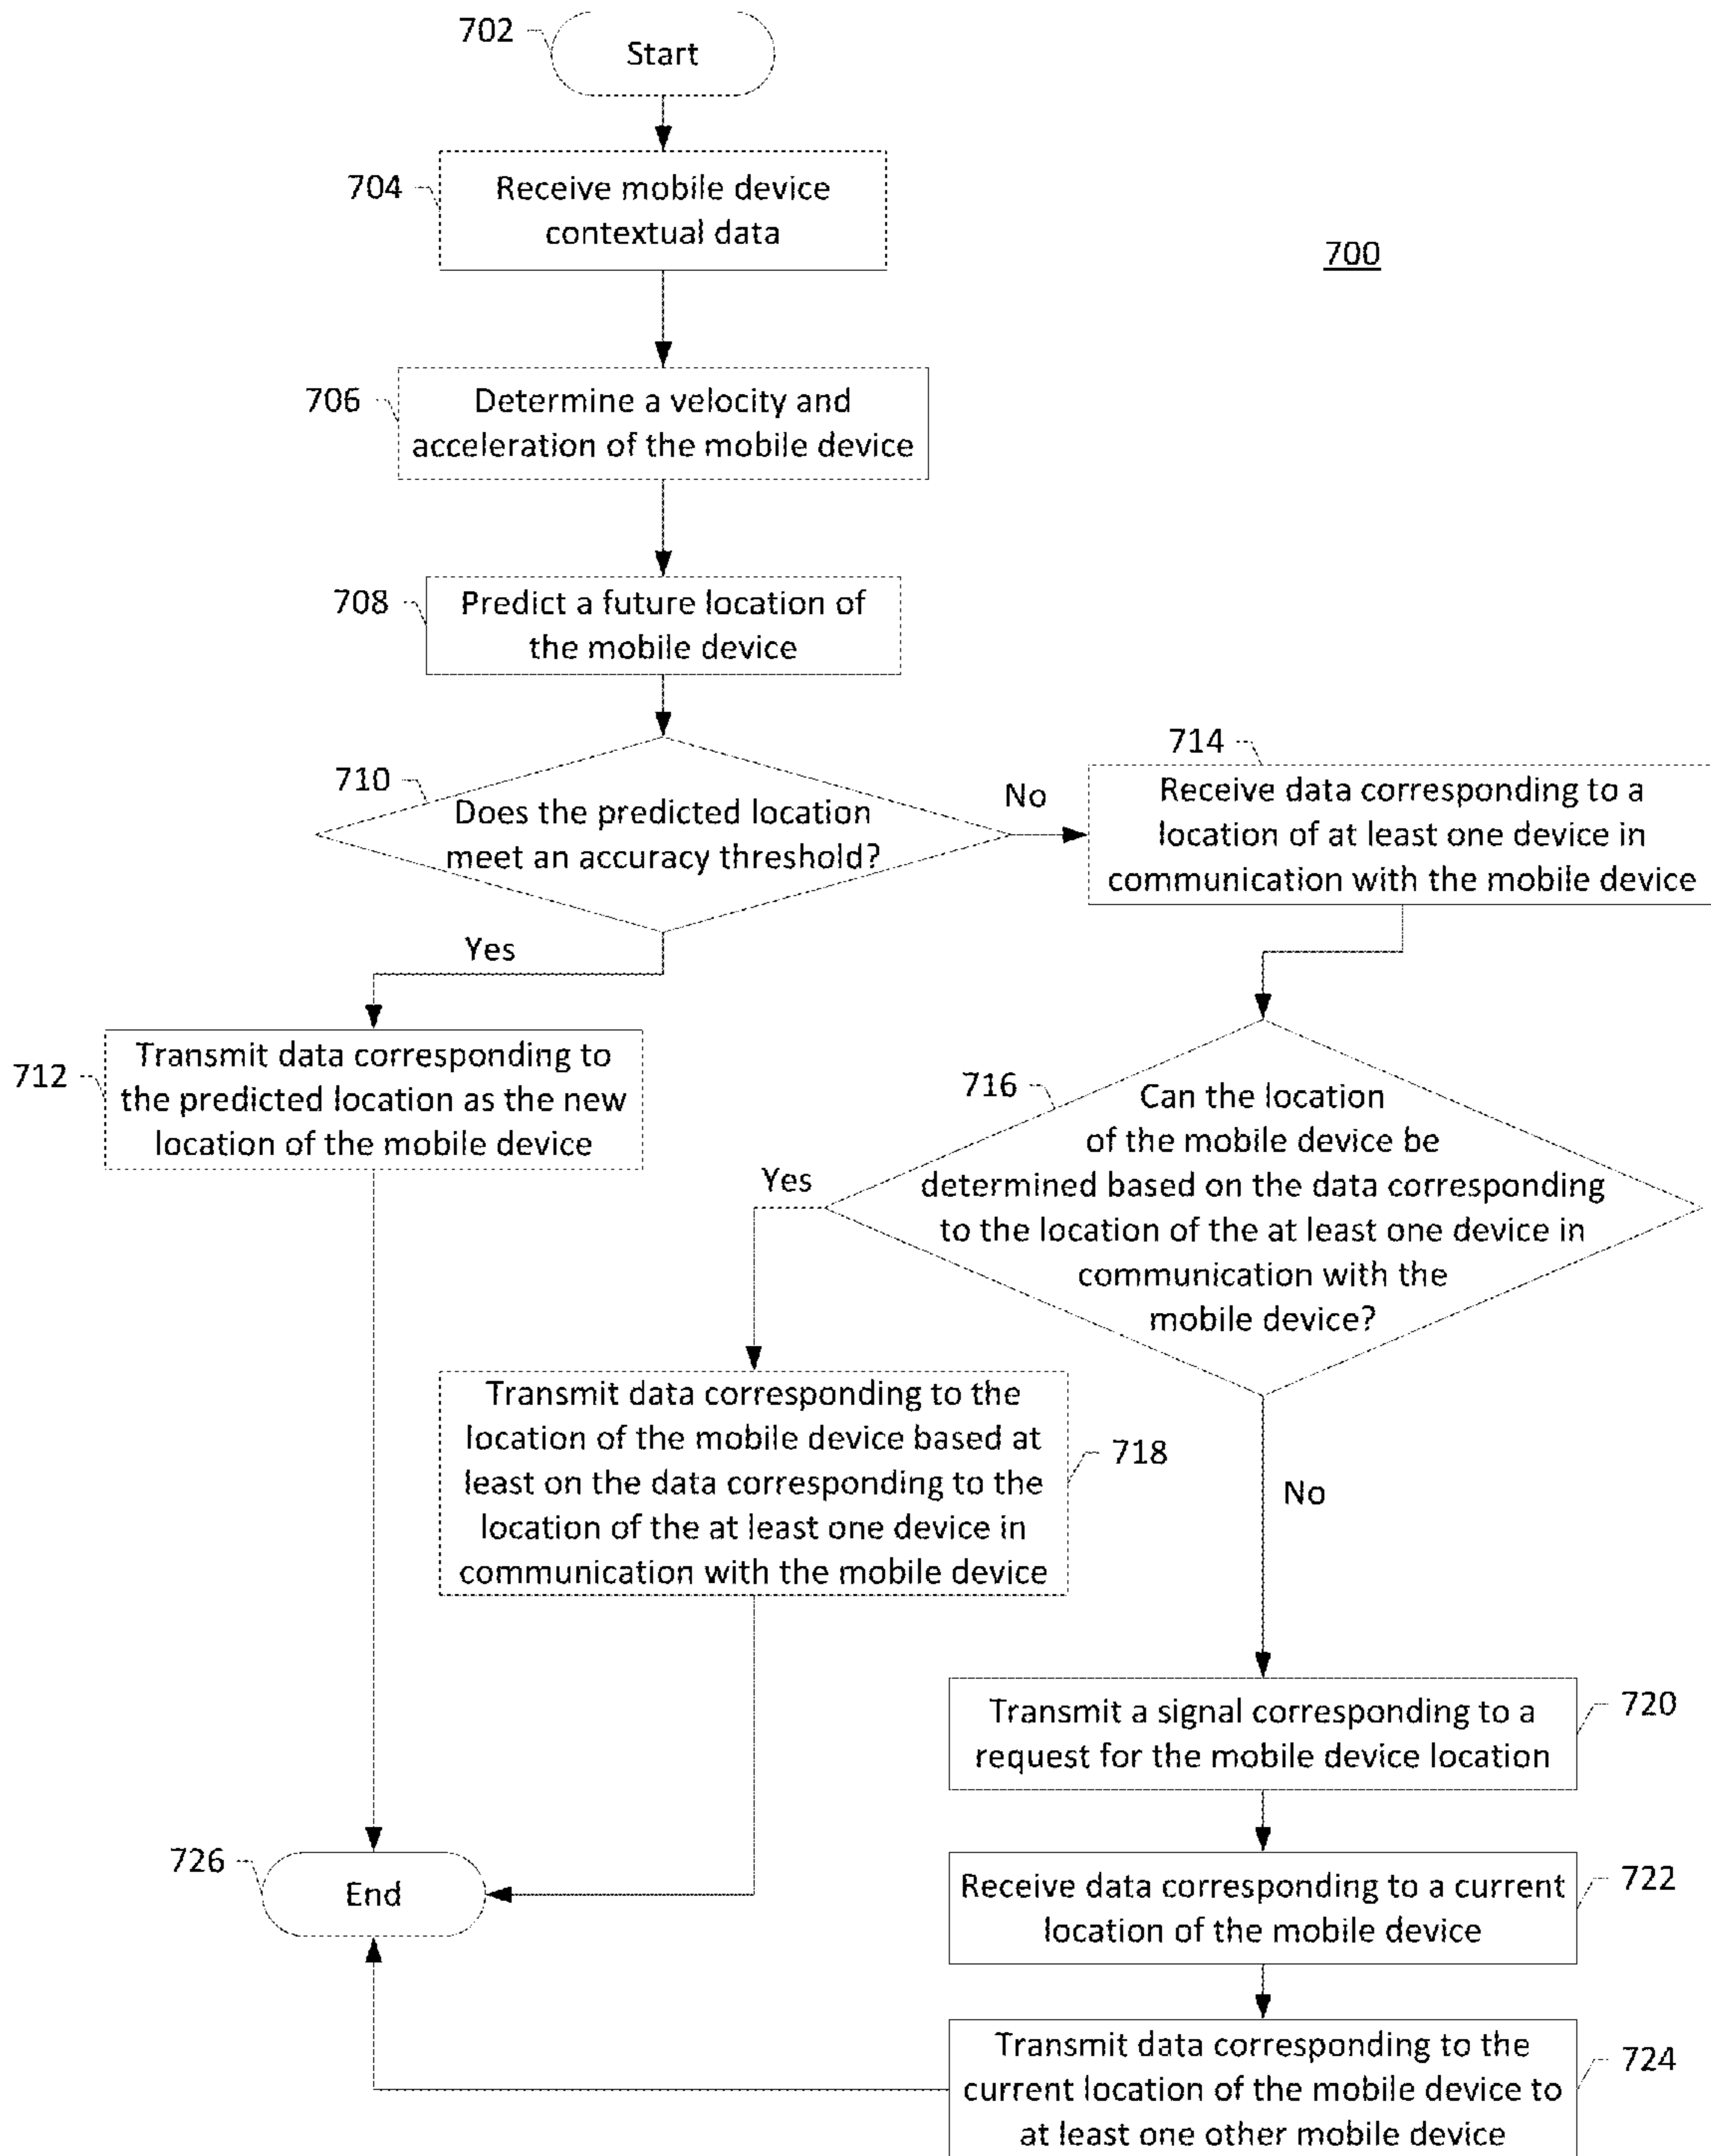 702
Start
704
Receive mobile device
contextual data
700
706
Determine a velocity and
acceleration of the mobile device
708
Predict a future location of
the mobile device
710
Does the predicted location
meet an accuracy threshold?
No
714
Receive data corresponding to a
location of at least one device in
communication with the mobile device
Yes
712
Transmit data corresponding to
the predicted location as the new
location of the mobile device
716
Can the location
of the mobile device be
determined based on the data corresponding
to the location of the at least one device in
communication with the
mobile device?
Yes
Transmit data corresponding to the
location of the mobile device based at
least on the data corresponding to the
location of the at least one device in
communication with the mobile device
718
No
Transmit a signal corresponding to a
request for the mobile device location
720
726
End
Receive data corresponding to a current
location of the mobile device
722
Transmit data corresponding to the
current location of the mobile device to
at least one other mobile device
724